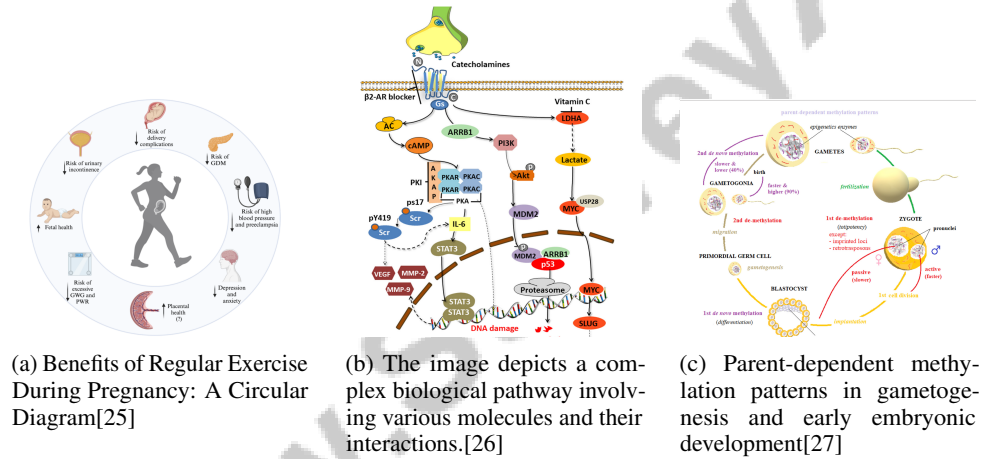 Risk of
delivery
complications
Risk of
GDM
Risk of high
blood pressure
and preeclampsia
Depression
and anxiety
Placental
health
(?)
Risk of
excessive
GWG and
PWR
Fetal health
Risk of urinary
incontinence
(a) Benefits of Regular Exercise
During Pregnancy: A Circular
Diagram[25]
Catecholamines
N
β2-AR blocker
C
Gs
AC
ARRB1
cAMP
PI3K
Vitamin C
LDHA
Lactate
A
K
A
P
PKI
PKAR
PKAC
PKAR
PKAC
PKA
ps17
Scr
pY419
Scr
IL-6
P
Akt
MYC
USP28
MDM2
STAT3
VEGF
MMP-2
MMP-9
P
MDM2
ARRB1
p53
Proteasome
STAT3
STAT3
DNA damage
MYC
SLUG
(b) The image depicts a com-
plex biological pathway involv-
ing various molecules and their
interactions.[26]
parent dependent methylation patterns
epigenetics enzymes
GAMETES
2nd de novo methylation
slower &
lower (40%)
birth
faster &
higher (90%)
GAMETOGONIA
2nd de-methylation
migration
PRIMORDIAL GERM CELL
gametogenesis
fertilization
ZYGOTE
1st de-methylation
(totipotency)
except:
- imprinted loci
- retrotrasposons
pronuclei
♀
♂
passive
(slower)
active
(faster)
1st cell division
BLASTOCYST
1st de novo methylation
(differentiation)
implantation
(c) Parent-dependent methy-
lation patterns in gametoge-
nesis and early embryonic
development[27]